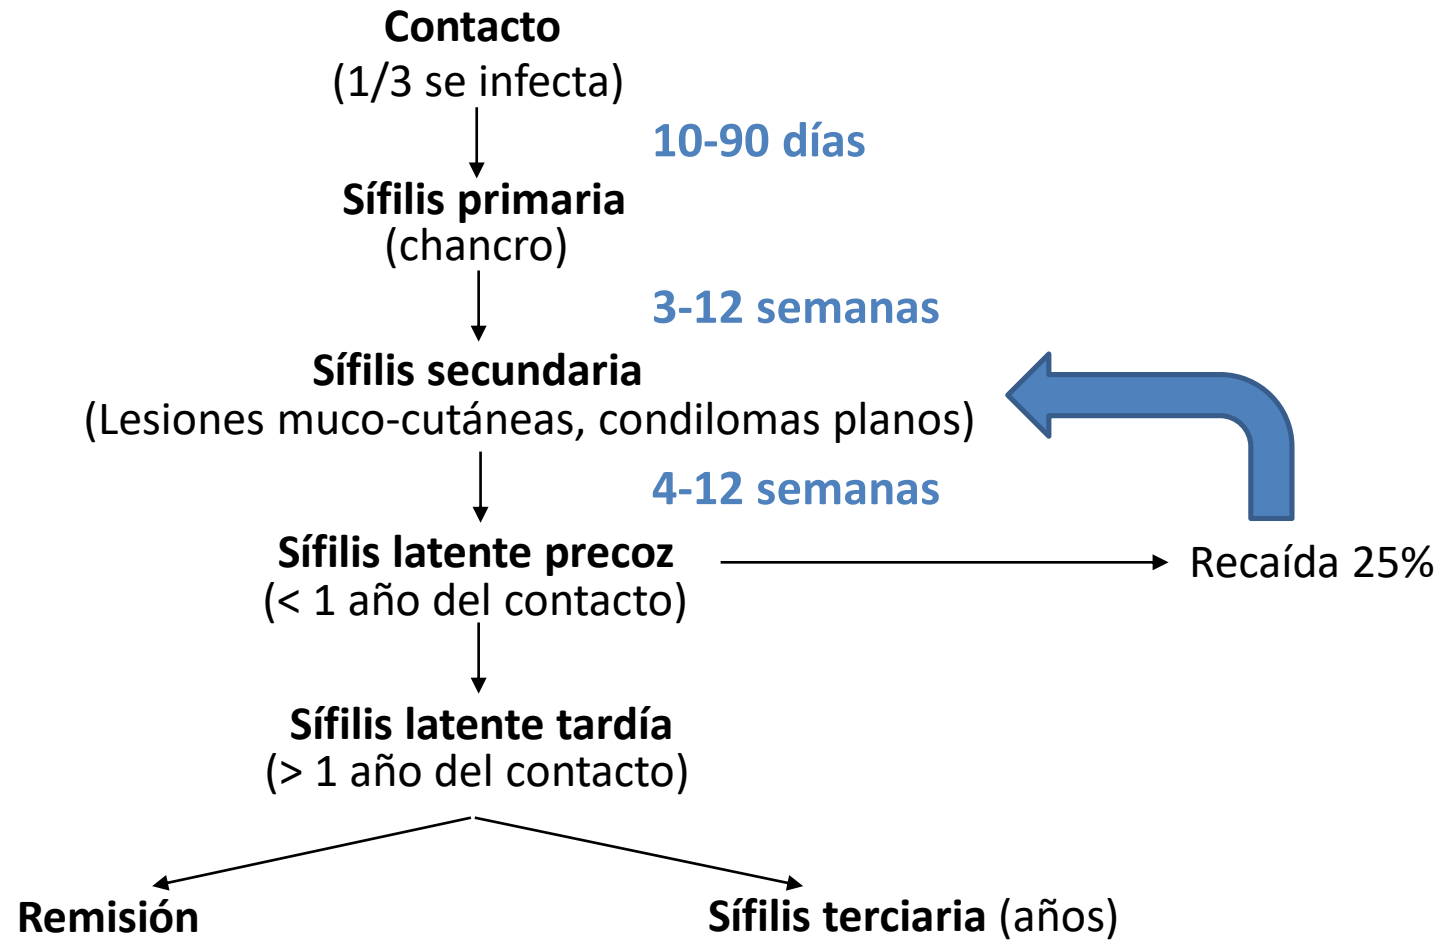 Contacto
(1/3 se infecta)
10-90 días
Sífilis primaria
(chancro)
3-12 semanas
Sífilis secundaria
(Lesiones muco-cutáneas, condilomas planos)
4-12 semanas
Sífilis latente precoz
Recaída 25%
(< 1 año del contacto)
Sífilis latente tardía
(> 1 año del contacto)
Remisión
Sífilis terciaria (años)